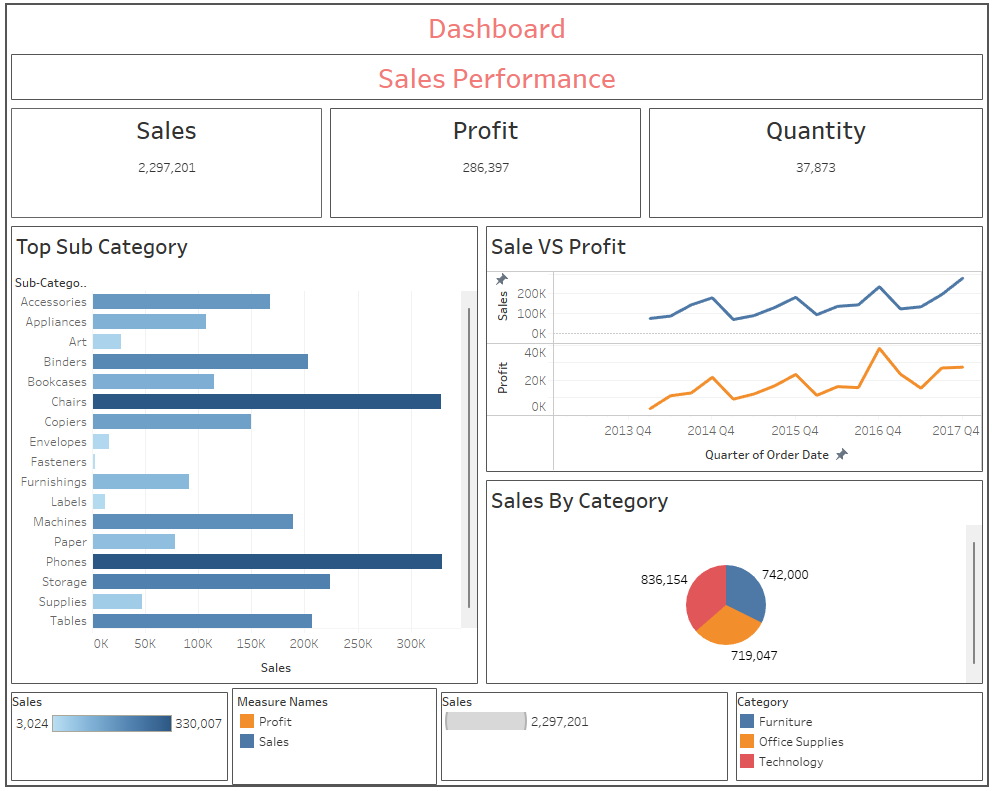 Dashboard
Sales Performance
Sales
2,297,201
Profit
286,397
Quantity
37,873
Top Sub Category
Sub-Catego..
Accessories
Appliances
Art
Binders
Bookcases
Chairs
Copiers
Envelopes
Fasteners
Furnishings
Labels
Machines
Paper
Phones
Storage
Supplies
Tables
0K 50K 100K 150K 200K 250K 300K
Sales
Sale VS Profit
Sales
200K
100K
0K
Profit
40K
20K
0K
2013 Q4 2014 Q4 2015 Q4 2016 Q4 2017 Q4
Quarter of Order Date
Sales By Category
836,154
742,000
719,047
Sales
3,024 330,007
Measure Names
Profit
Sales
Sales
2,297,201
Category
Furniture
Office Supplies
Technology